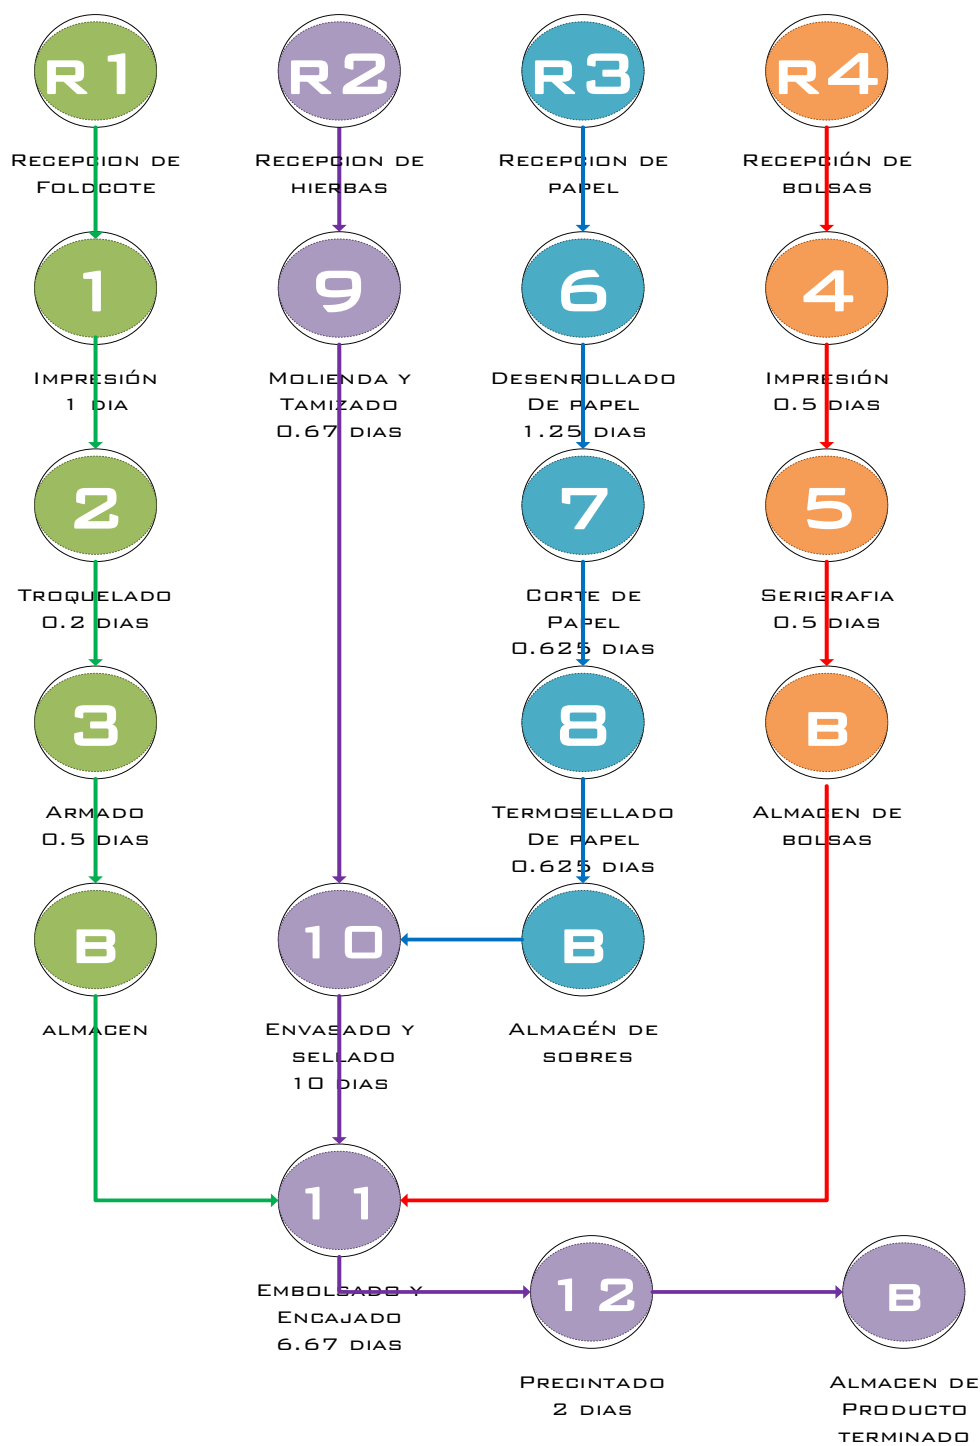 R1
R2
R3
R4
RECEPCION DE
FOLDCOTE
RECEPCION DE
HIERBAS
RECEPCION DE
PAPEL
RECEPCIÓN DE
BOLSAS
1
9
6
4
IMPRESIÓN
1 DIA
MOLIENDA Y
TAMIZADO
0.67 DIAS
DESENROLLADO
DE PAPEL
1.25 DIAS
IMPRESIÓN
0.5 DIAS
2
7
5
TROQUELADO
0.2 DIAS
CORTE DE
PAPEL
0.625 DIAS
SERIGRAFIA
0.5 DIAS
3
8
B
ARMADO
0.5 DIAS
TERMOSELLADO
DE PAPEL
0.625 DIAS
ALMACEN DE
BOLSAS
B
10
B
ALMACEN
ENVASADO Y
SELLADO
10 DIAS
ALMACÉN DE
SOBRES
11
EMBOLSADO Y
ENCAJADO
6.67 DIAS
12
B
PRECINTADO
2 DIAS
ALMACEN DE
PRODUCTO
TERMINADO